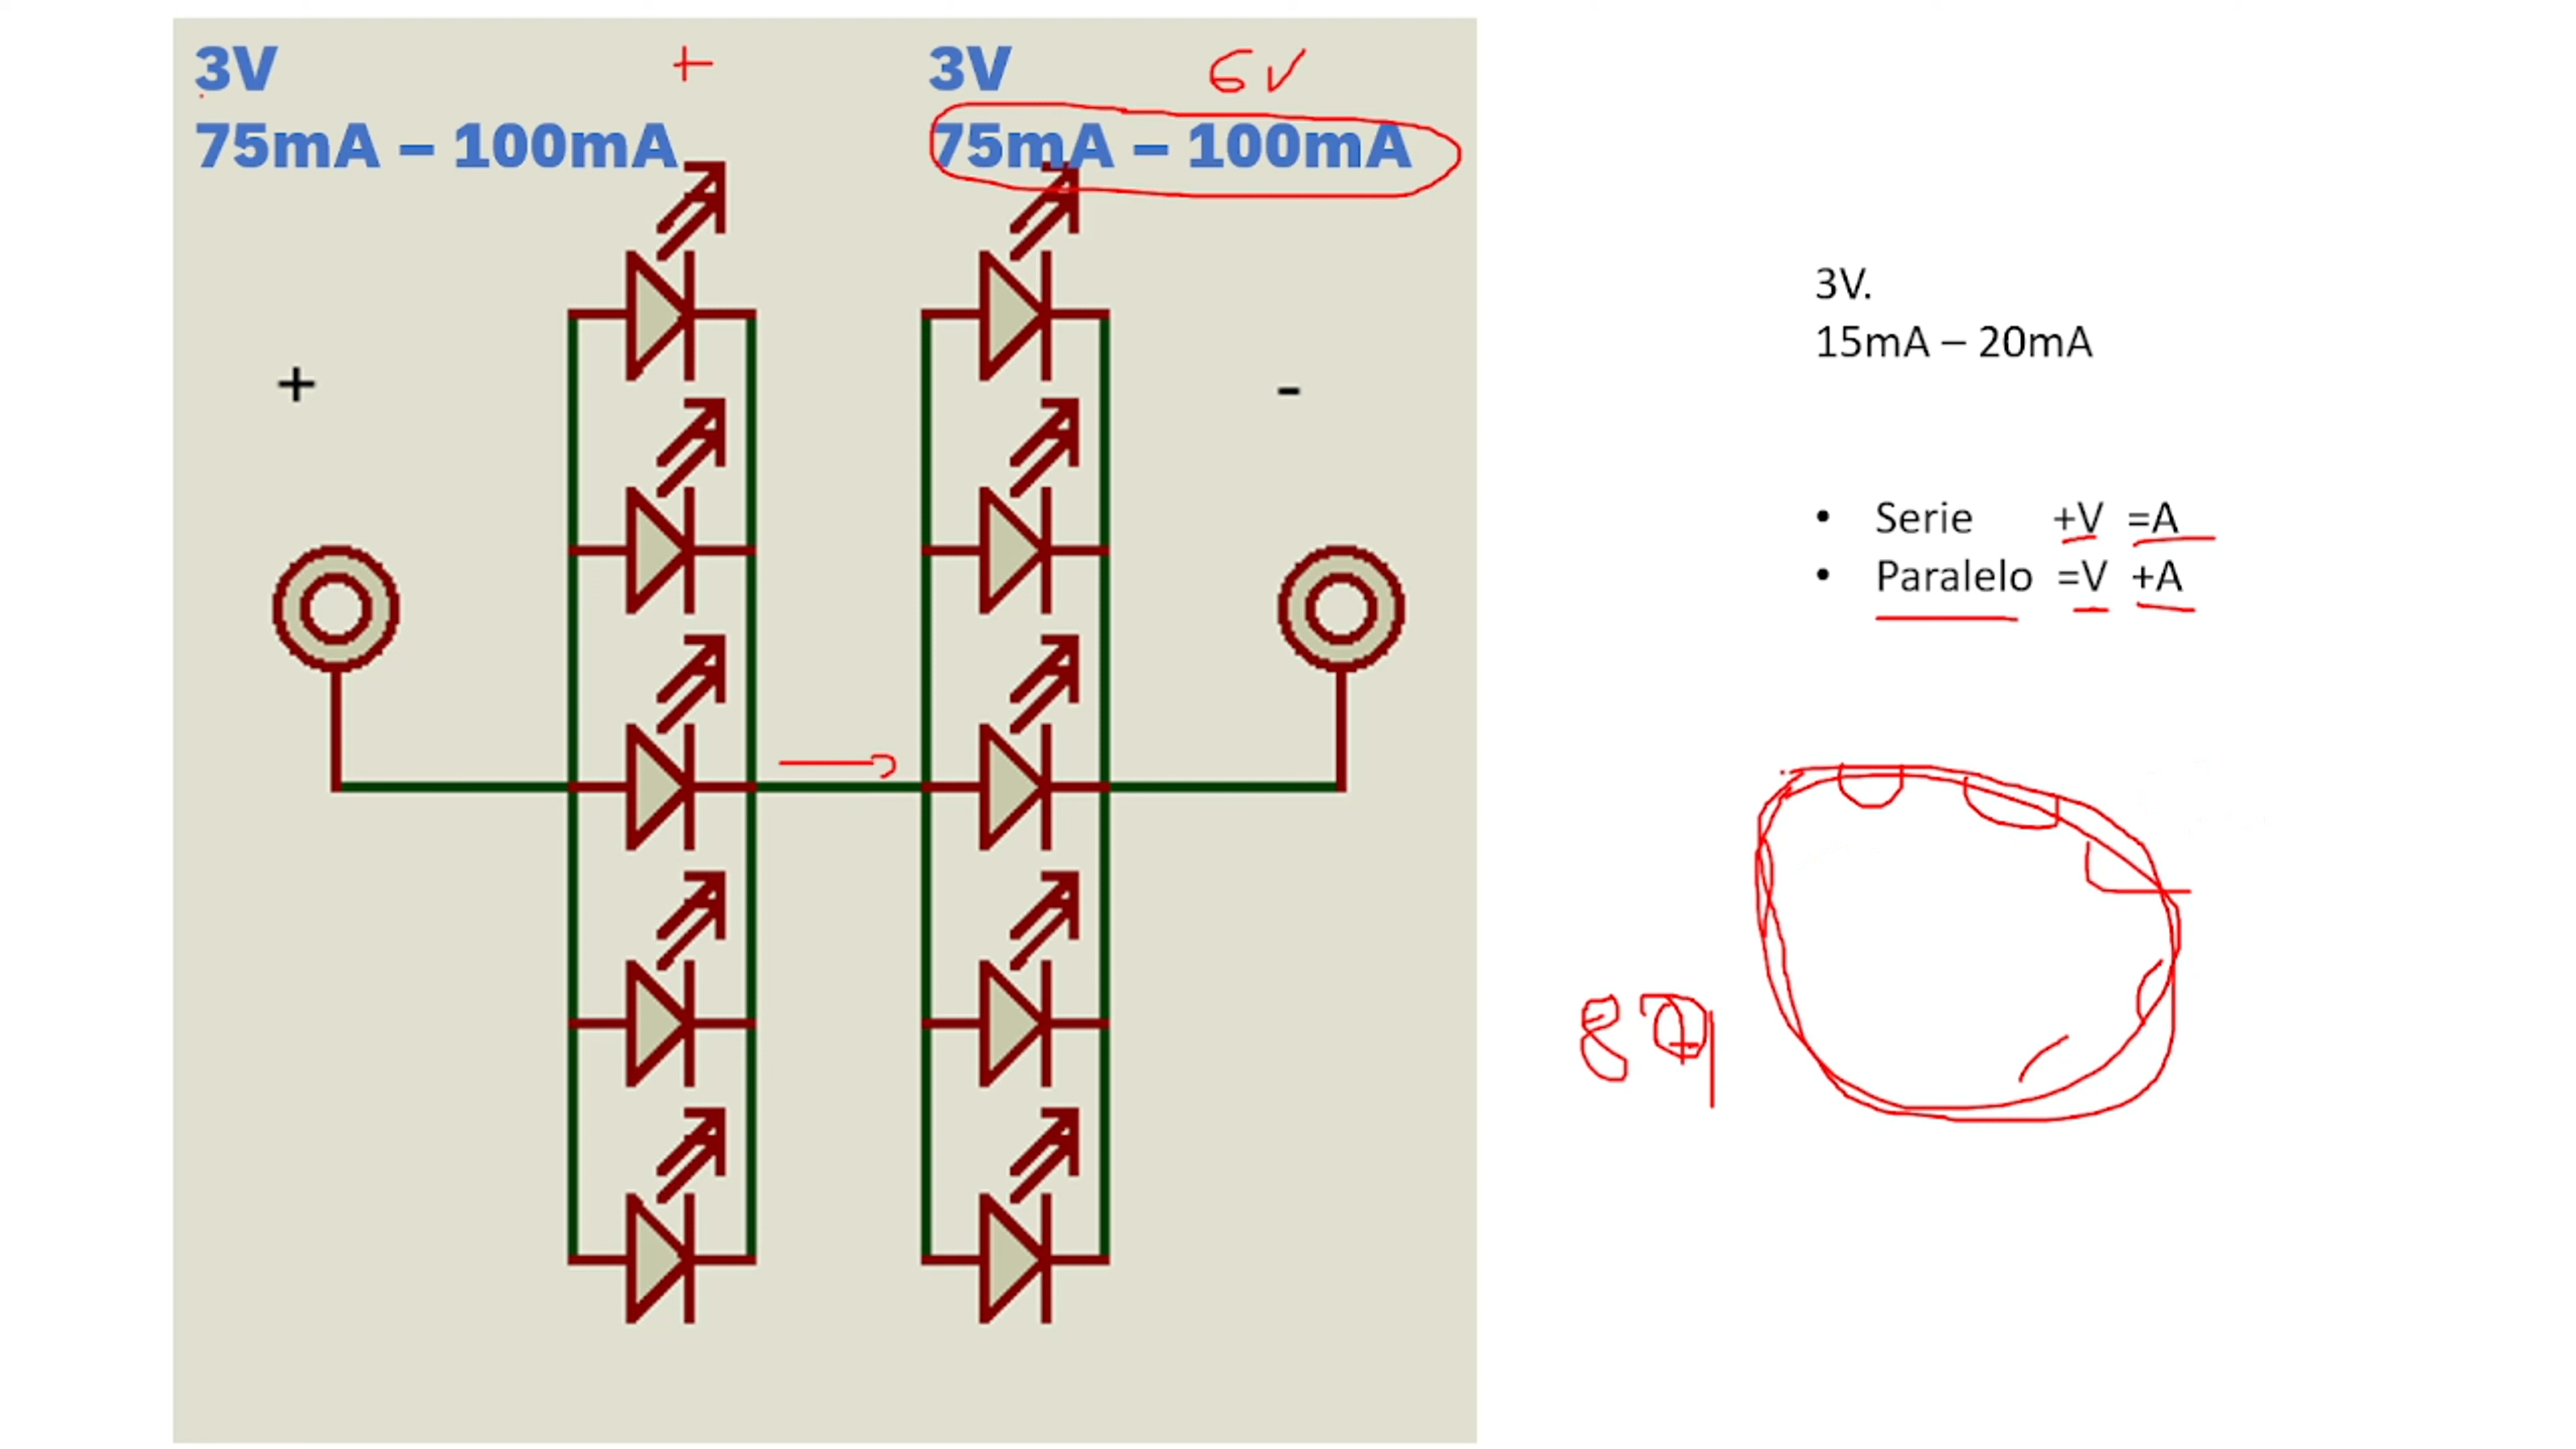 3V
+
3V
6V
75mA – 100mA
75mA – 100mA
+
-
3V.
15mA – 20mA
• Serie +V =A
• Paralelo =V +A